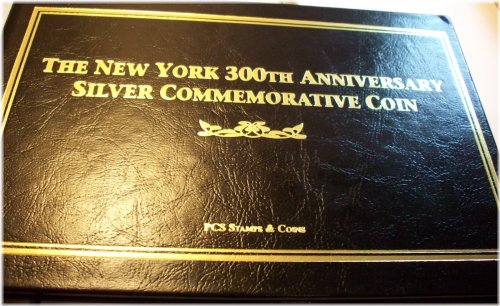 THE NEW YORK 300TH ANNIVERSARY
SILVER COMMEMORATIVE COIN
PCS STAMPS & COINS